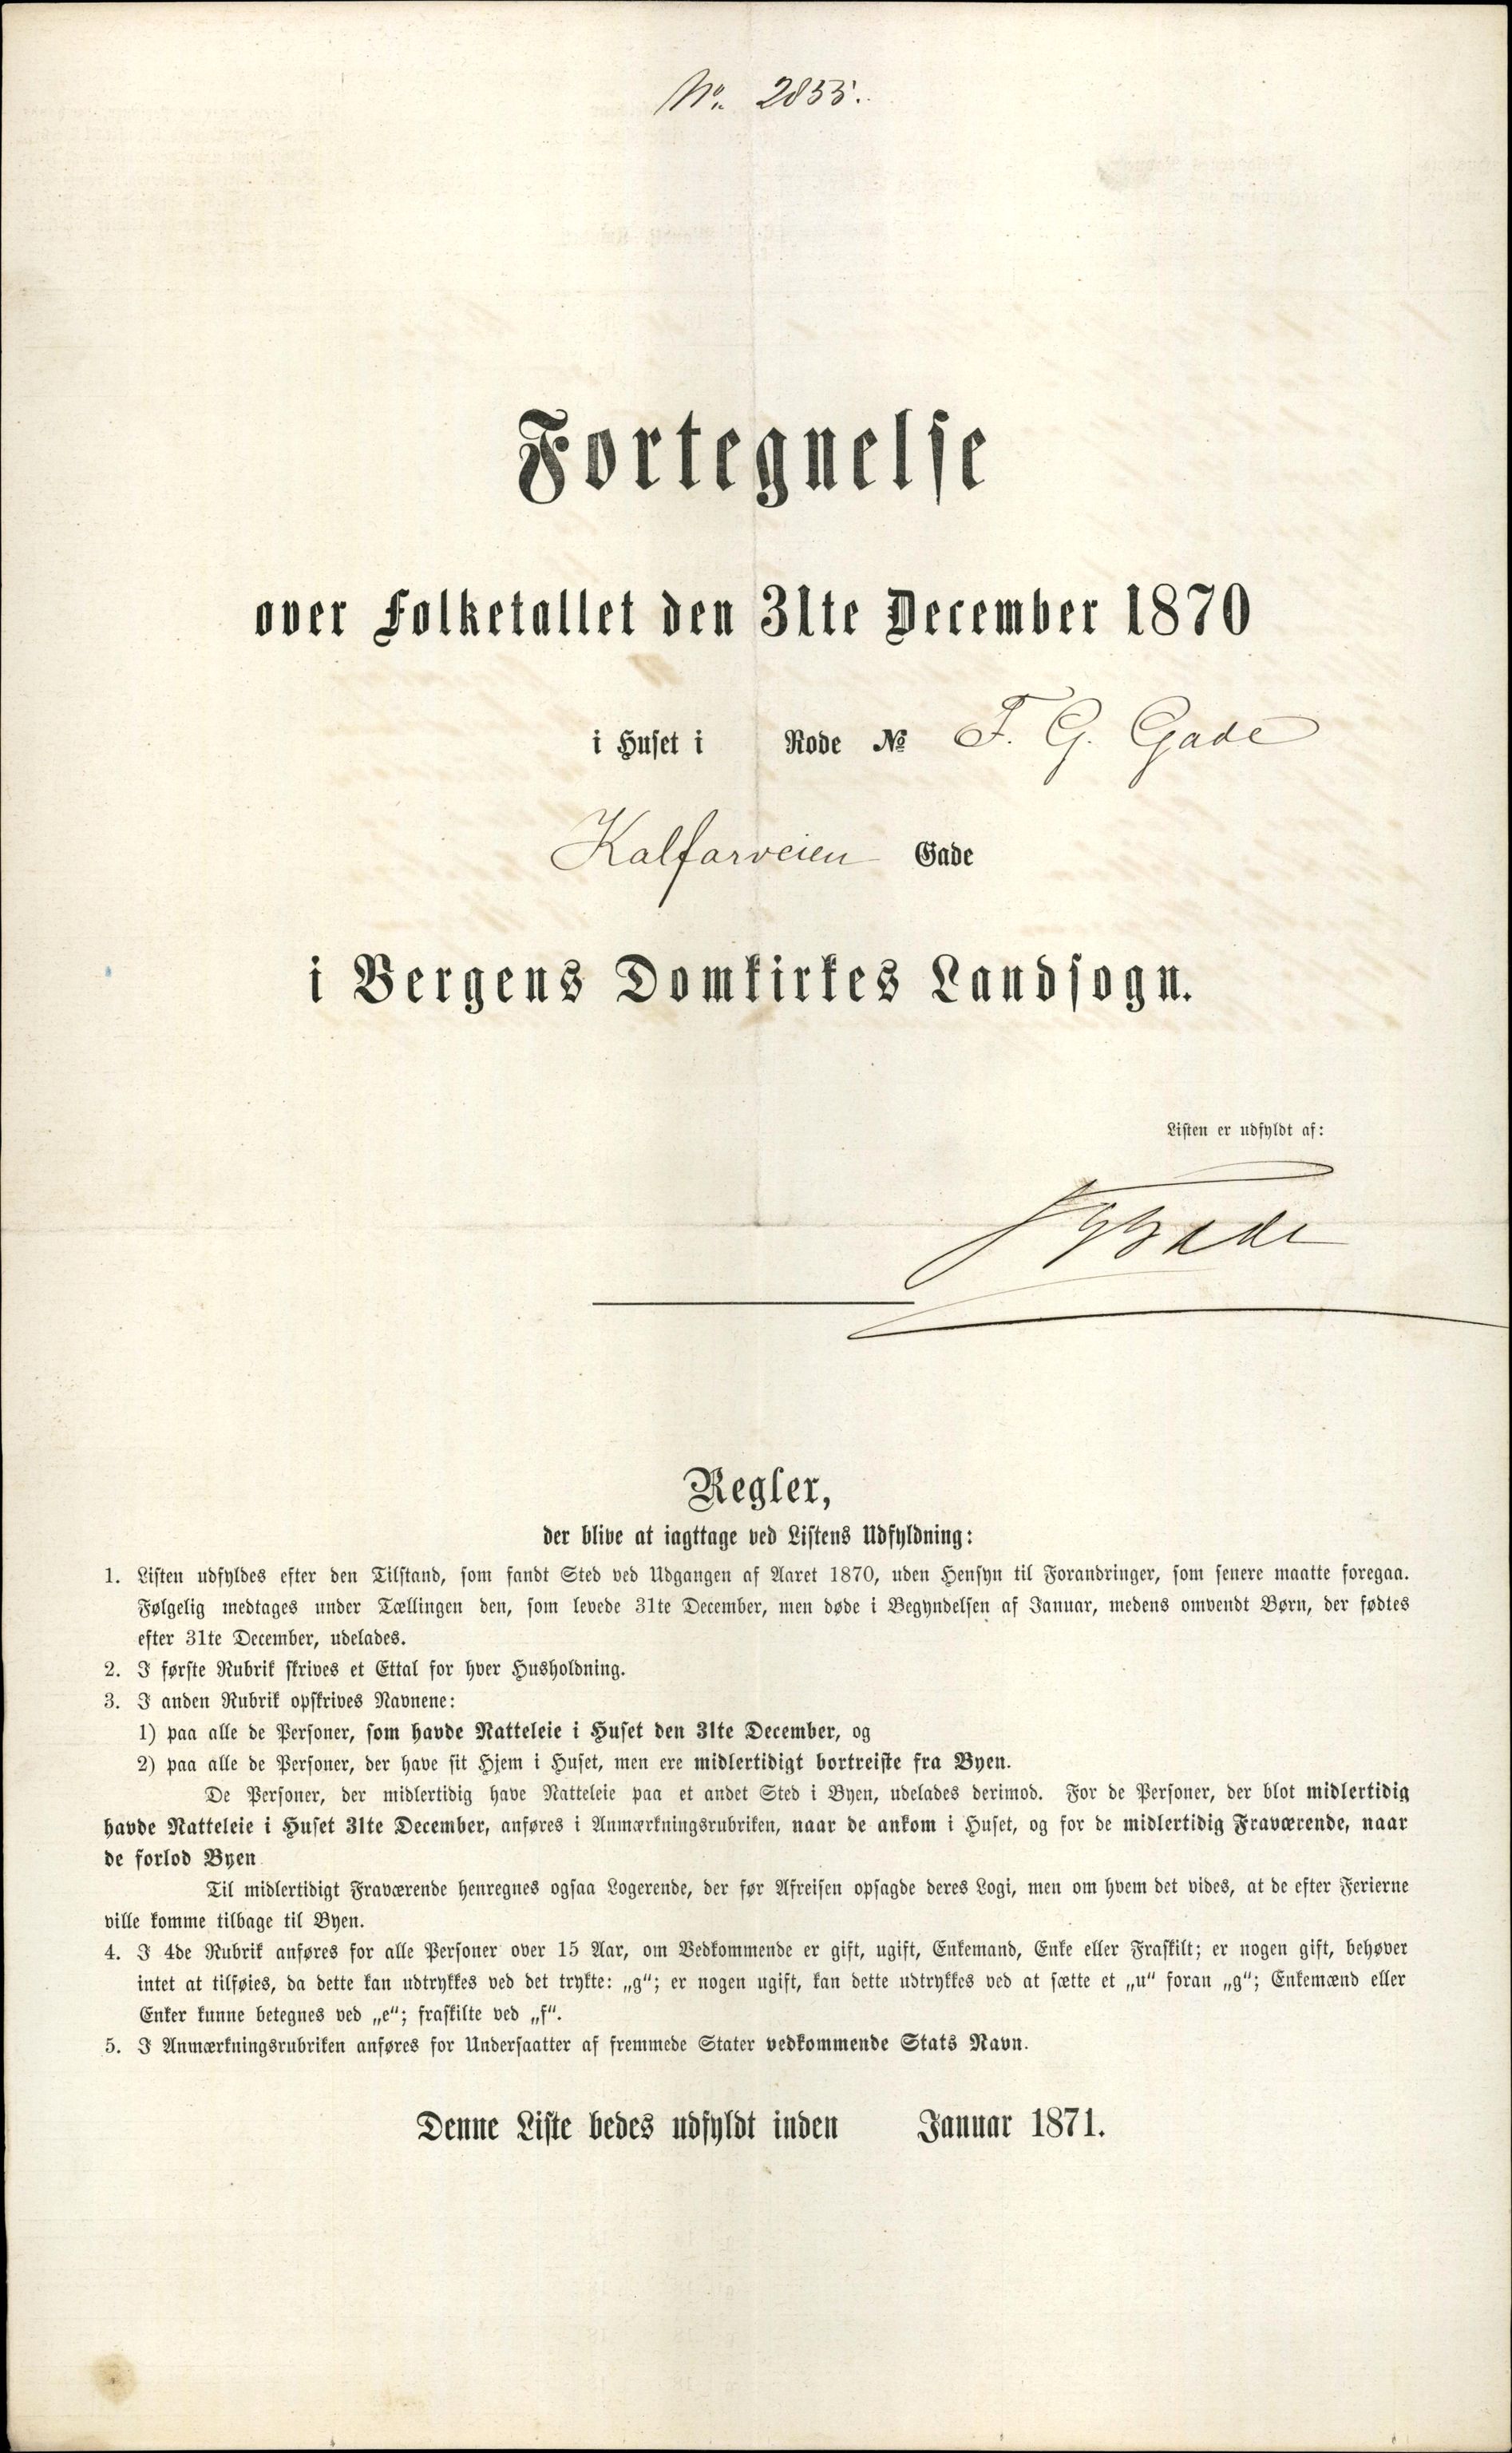 No. 2855.
Fortegnelse
over Folketallet den 31te December 1870
i Huset i Rode No F. G. Gade
Kalfarveien Gade
i Bergens Domkirkes Landsogn.
Listen er udfyldt af:
F G Gade
Regler,
der blive at iagttage ved Listens Udfyldning:
1. Listen udfyldes efter den Tilstand, som fandt Sted ved Udgangen af Aaret 1870, uden Hensyn til Forandringer, som senere maatte foregaa.
Følgelig medtages under Tællingen den, som levede 31te December, men døde i Begyndelsen af Januar, medens omvendt Børn, der fødtes
efter 31te December, udelades.
2. I første Rubrik skrives et Ettal for hver Husholdning.
3. I anden Rubrik opskrives Navnene:
1) paa alle de Personer, som havde Natteleie i Huset den 31te December, og
2) paa alle de Personer, der have sit Hjem i Huset, men ere midlertidigt bortreiste fra Byen.
De Personer, der midlertidig have Natteleie paa et andet Sted i Byen, udelades derimod. For de Personer, der blot midlertidig
havde Natteleie i Huset 31te December, anføres i Anmærkningsrubriken, naar de ankom i Huset, og for de midlertidig Fraværende, naar
de forlod Byen
Til midlertidigt Fraværende henregnes ogsaa Logerende, der før Afreisen opsagde deres Logi, men om hvem det vides, at de efter Ferierne
ville komme tilbage til Byen.
4. I 4de Rubrik anføres for alle Personer over 15 Aar, om Vedkommende er gift, ugift, Enkemand, Enke eller Fraskilt; er nogen gift, behøver
intet at tilføies, da dette kan udtrykkes ved det trykte: „g"; er nogen ugift, kan dette udtrykkes ved at sætte et „u" foran „g"; Enkemænd eller
Enker kunne betegnes ved „e"; fraskilte ved „f".
5. I Anmærkningsrubriken anføres for Undersaatter af fremmede Stater vedkommende Stats Navn.
Denne Liste bedes udfyldt inden Januar 1871.